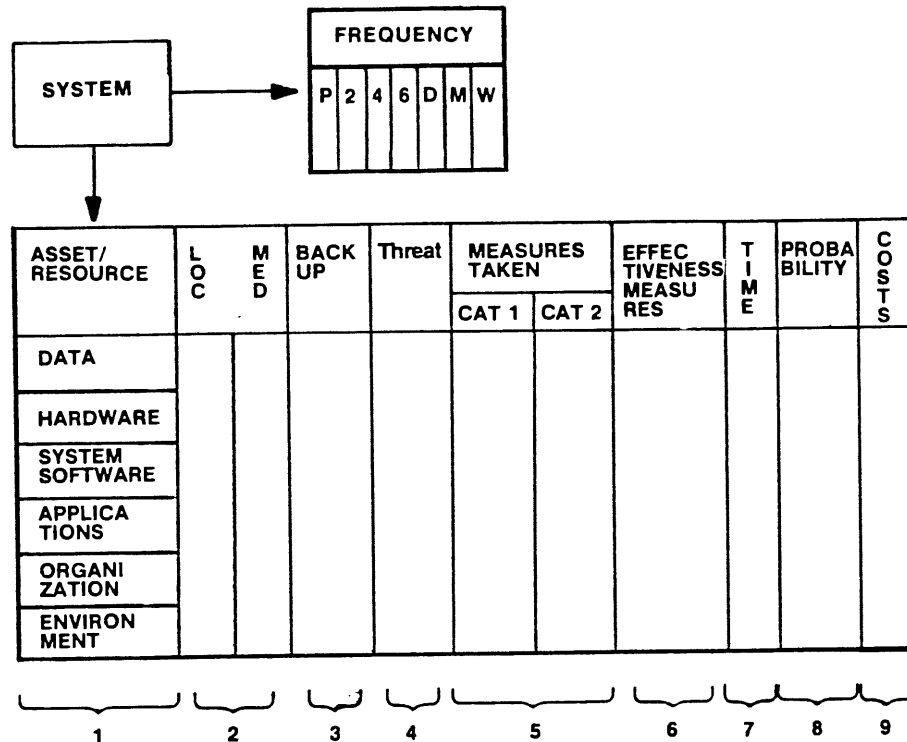 FREQUENCY
SYSTEM
P 2 4 6 D M W
ASSET/
RESOURCE
LOC
MED
BACK
UP
Threat
MEASURES
TAKEN
CAT 1
CAT 2
EFFEC
TIVENESS
MEASU
RES
TIME
PROBA
BILITY
COSTS
DATA
HARDWARE
SYSTEM
SOFTWARE
APPLICA
TIONS
ORGANI
ZATION
ENVIRON
MENT
1 2 3 4 5 6 7 8 9